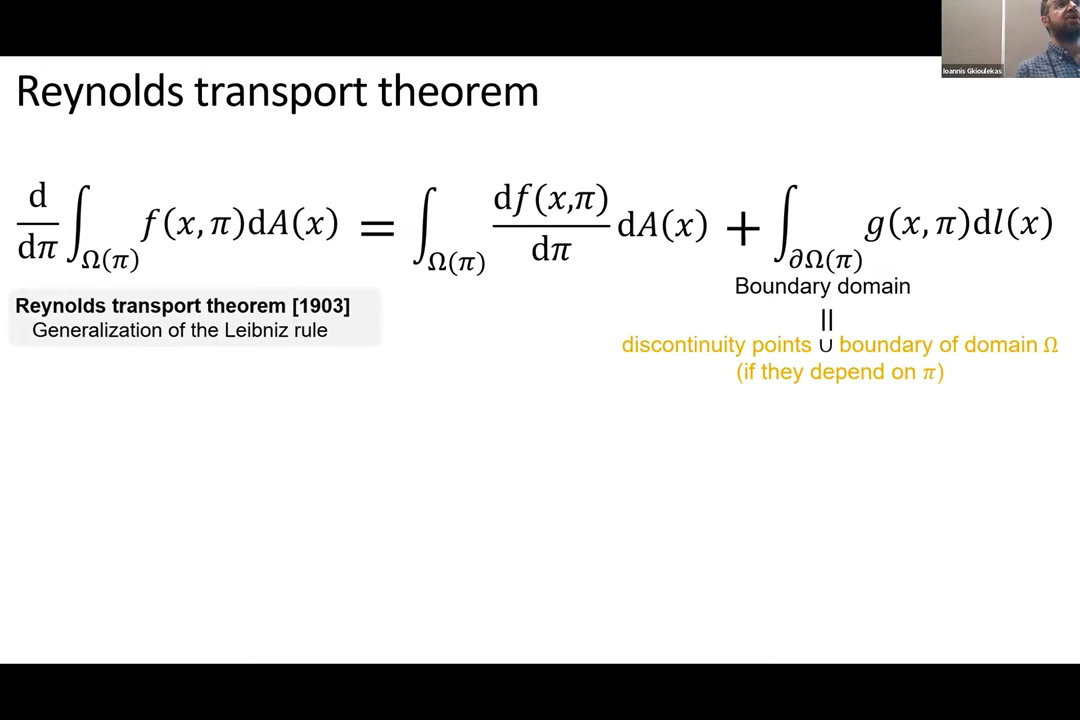 Ioannis Gkioulekas
Reynolds transport theorem
d/dπ ∫_Ω(π) f(x, π)dA(x) = ∫_Ω(π) df(x,π)/dπ dA(x) + ∫_∂Ω(π) g(x, π)dl(x)
Reynolds transport theorem [1903]
Generalization of the Leibniz rule
Boundary domain
||
discontinuity points ∪ boundary of domain Ω
(if they depend on π)